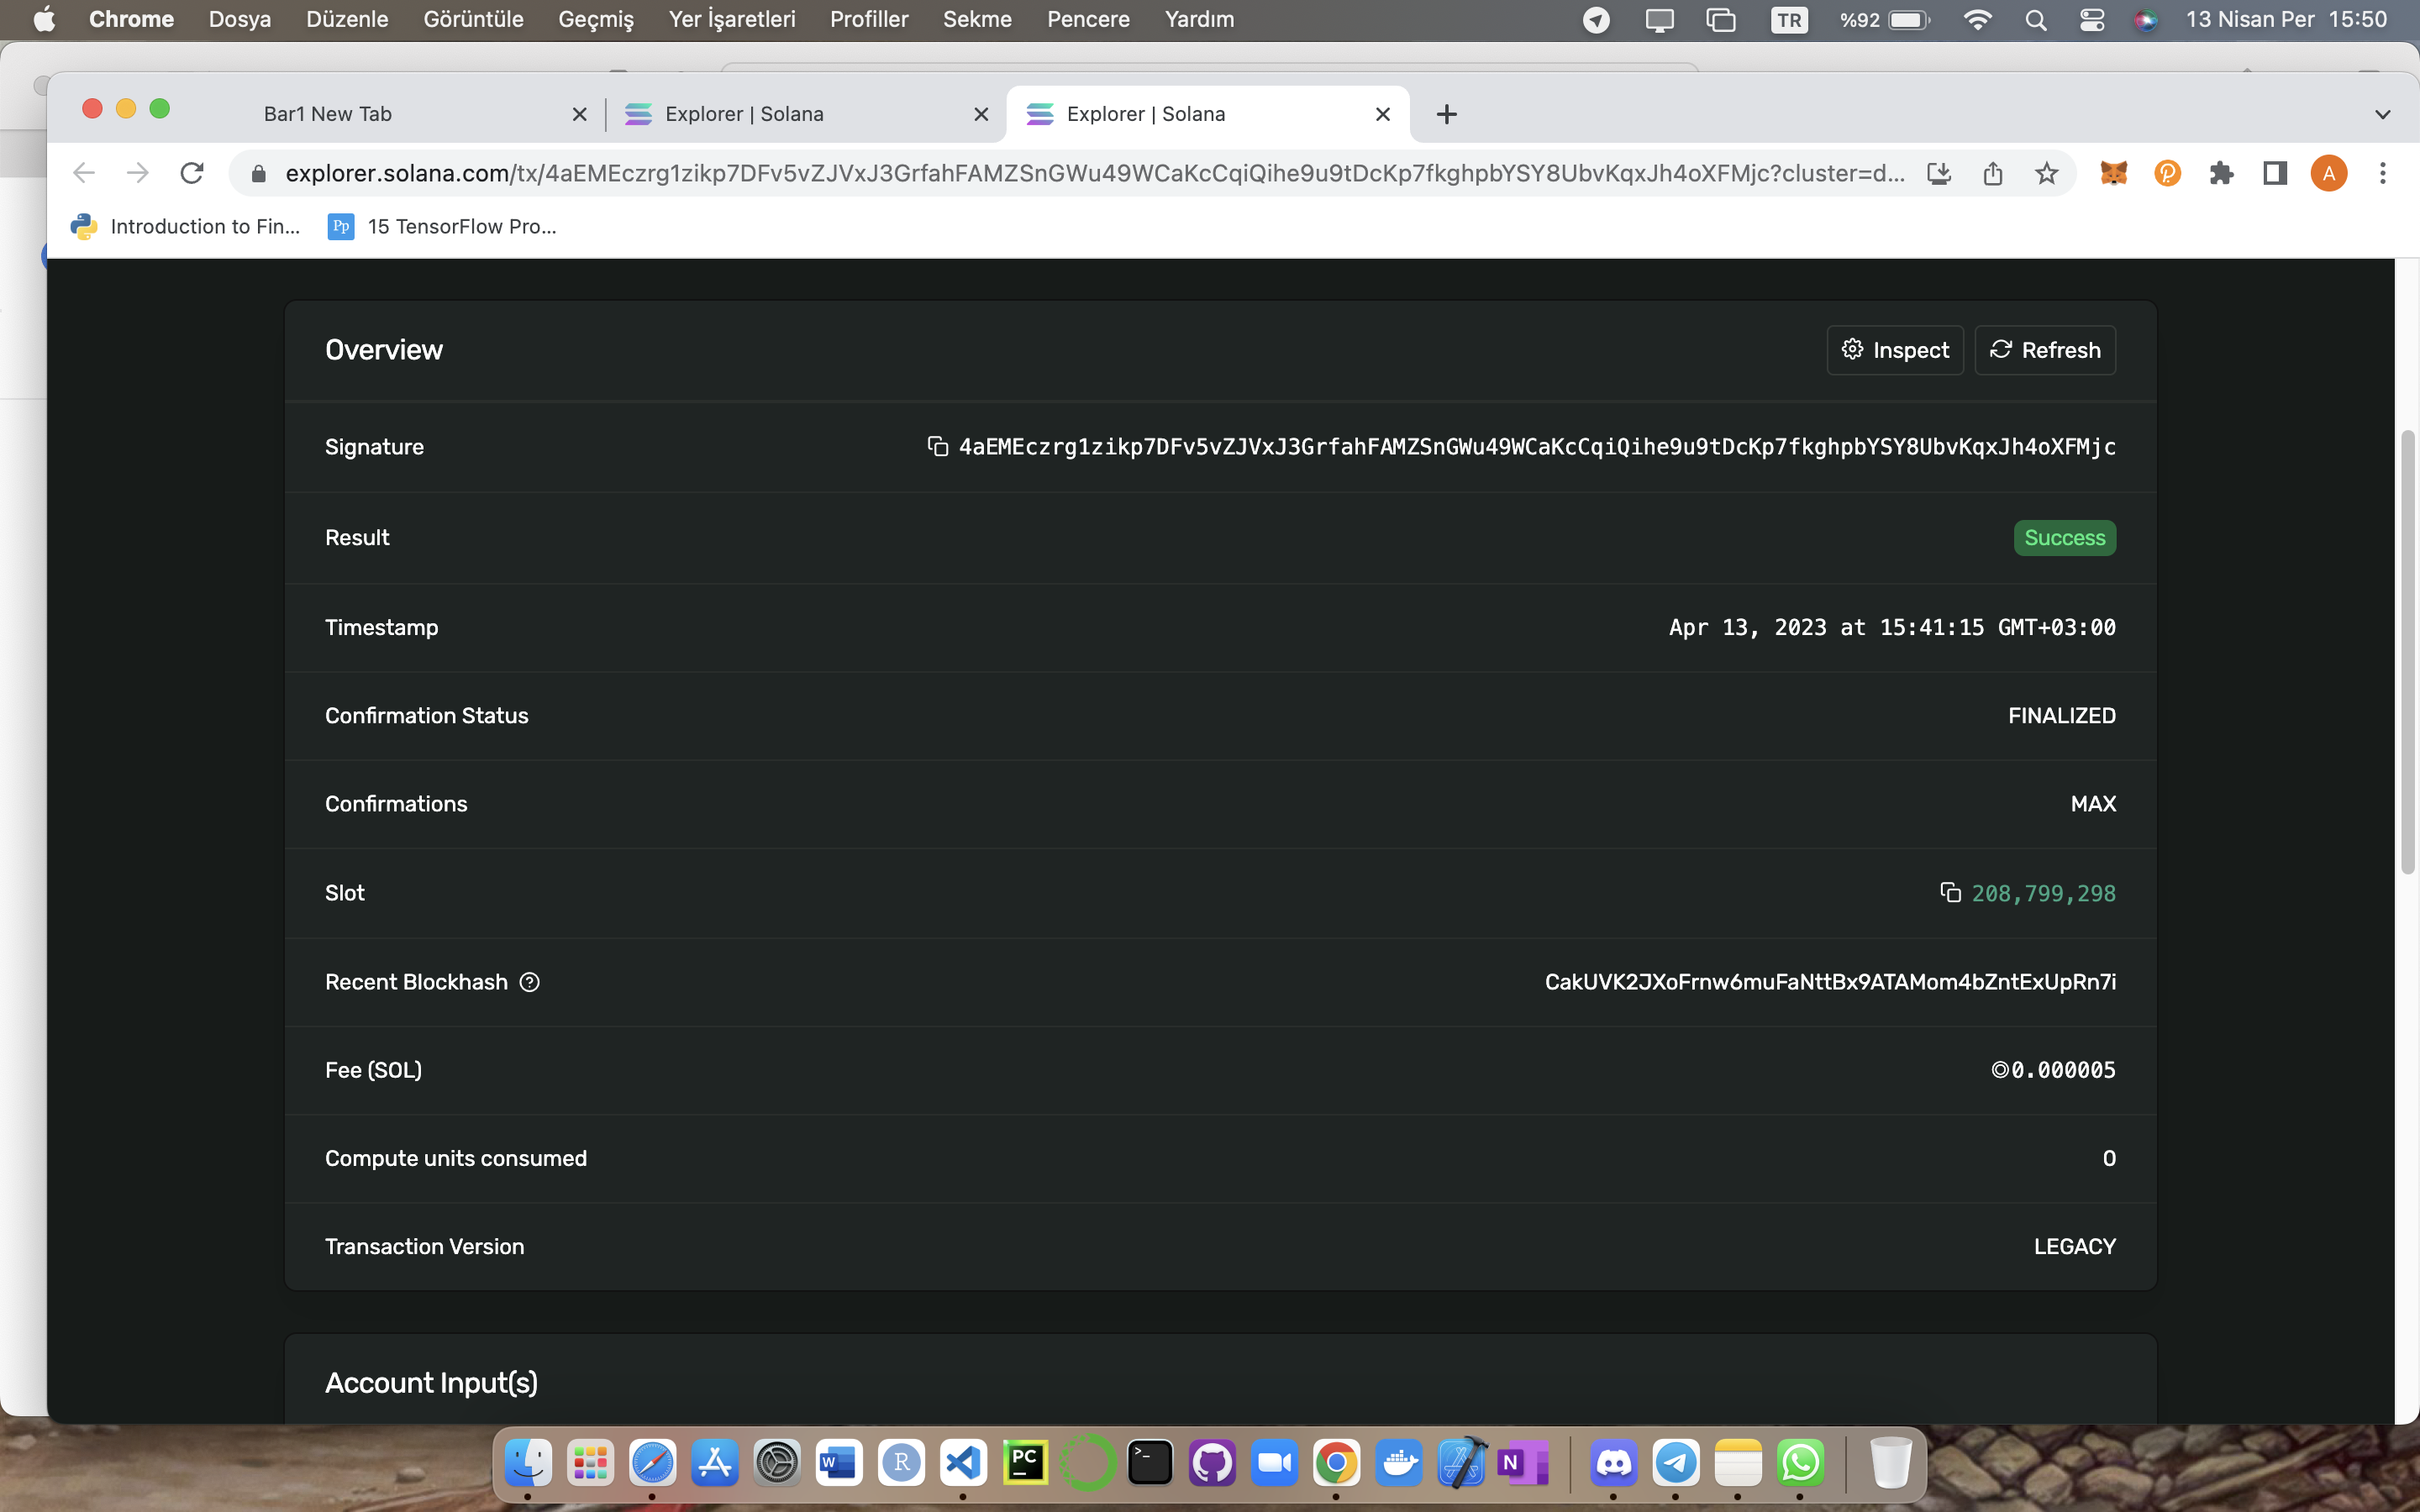 Chrome Dosya Düzenle Görüntüle Geçmiş Yer İşaretleri Profiller Sekme Pencere Yardım TR %92 13 Nisan Per 15:50
Bar1 New Tab Explorer | Solana Explorer | Solana
explorer.solana.com/tx/4aEMEczrg1zikp7DFv5vZJVxJ3GrfahFAMZSnGWu49WCaKcCqiQihe9u9tDcKp7fkghpbYSY8UbvKqxJh4oXFMjc?cluster=d... A
Introduction to Fin... Pp 15 TensorFlow Pro...
Overview Inspect Refresh
Signature 4aEMEczrg1zikp7DFv5vZJVxJ3GrfahFAMZSnGWu49WCaKcCqiQihe9u9tDcKp7fkghpbYSY8UbvKqxJh4oXFMjc
Result Success
Timestamp Apr 13, 2023 at 15:41:15 GMT+03:00
Confirmation Status FINALIZED
Confirmations MAX
Slot 208,799,298
Recent Blockhash CakUVK2JXoFrnw6muFaNttBx9ATAMom4bZntExUpRn7i
Fee (SOL) ◎0.000005
Compute units consumed 0
Transaction Version LEGACY
Account Input(s)
W R PC N